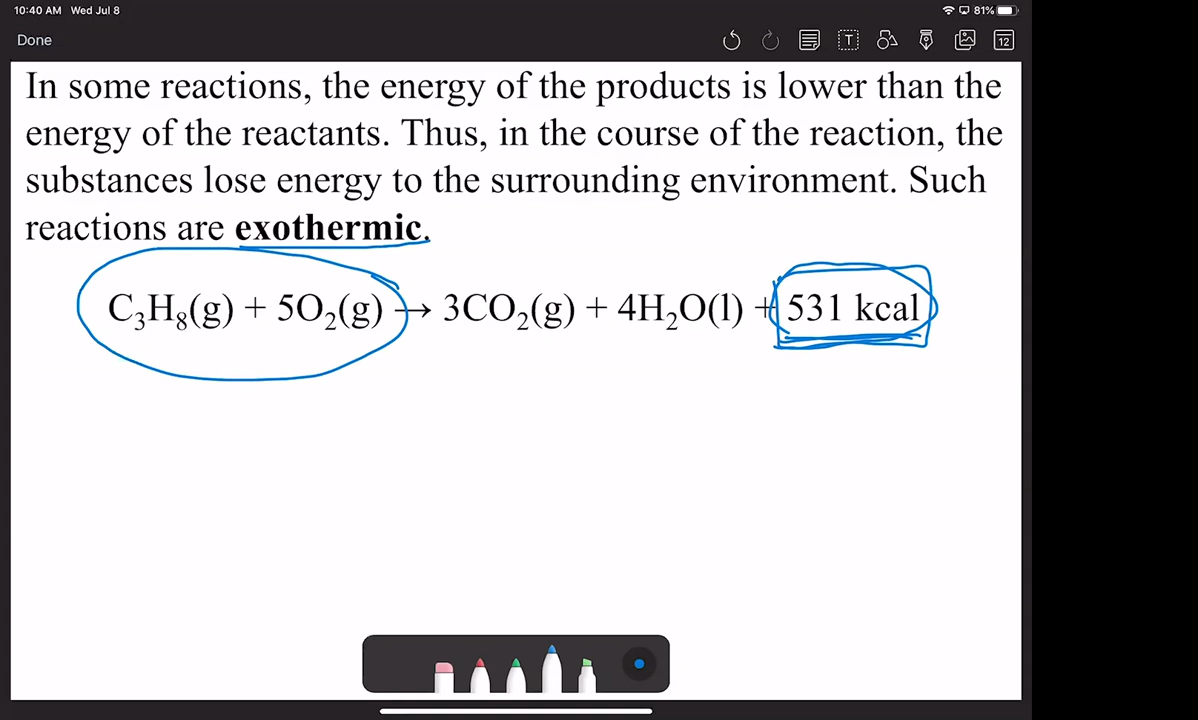 10:40 AM Wed Jul 8
81%
Done
T
12
In some reactions, the energy of the products is lower than the
energy of the reactants. Thus, in the course of the reaction, the
substances lose energy to the surrounding environment. Such
reactions are exothermic.
C₃H₈(g) + 5O₂(g) → 3CO₂(g) + 4H₂O(l) + 531 kcal